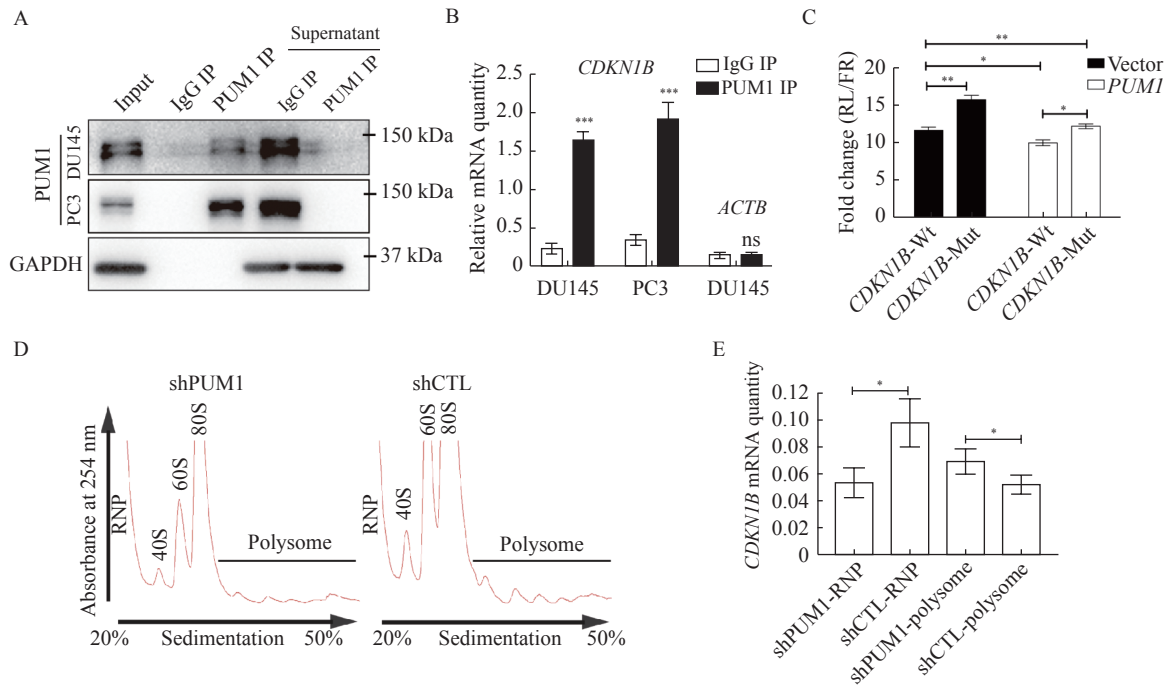 A
Supernatant
Input
IgG IP
PUM1 IP
IgG IP
PUM1 IP
PUM1
DU145
150 kDa
PC3
150 kDa
GAPDH
37 kDa
B
Relative mRNA quantity
2.5
2.0
1.5
1.0
0.5
0
CDKN1B
IgG IP
PUM1 IP
***
***
ACTB
ns
DU145
PC3
DU145
C
Fold change (RL/FR)
20
15
10
5
0
**
*
**
*
Vector
PUM1
CDKN1B-Wt
CDKN1B-Mut
CDKN1B-Wt
CDKN1B-Mut
D
shPUM1
shCTL
Absorbance at 254 nm
RNP
40S
60S
80S
Polysome
RNP
40S
60S
80S
Polysome
20%
Sedimentation
50%
20%
Sedimentation
50%
E
CDKN1B mRNA quantity
0.12
0.10
0.08
0.06
0.04
0.02
0
*
*
shPUM1-RNP
shCTL-RNP
shPUM1-polysome
shCTL-polysome